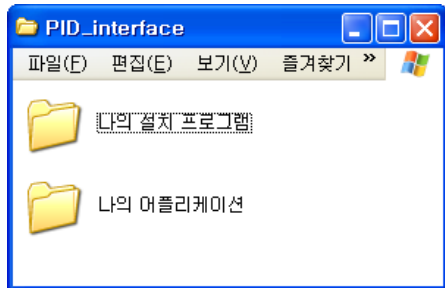 PID_interface
파일(F) 편집(E) 보기(V) 즐겨찾기 »
나의 설치 프로그램
나의 어플리케이션